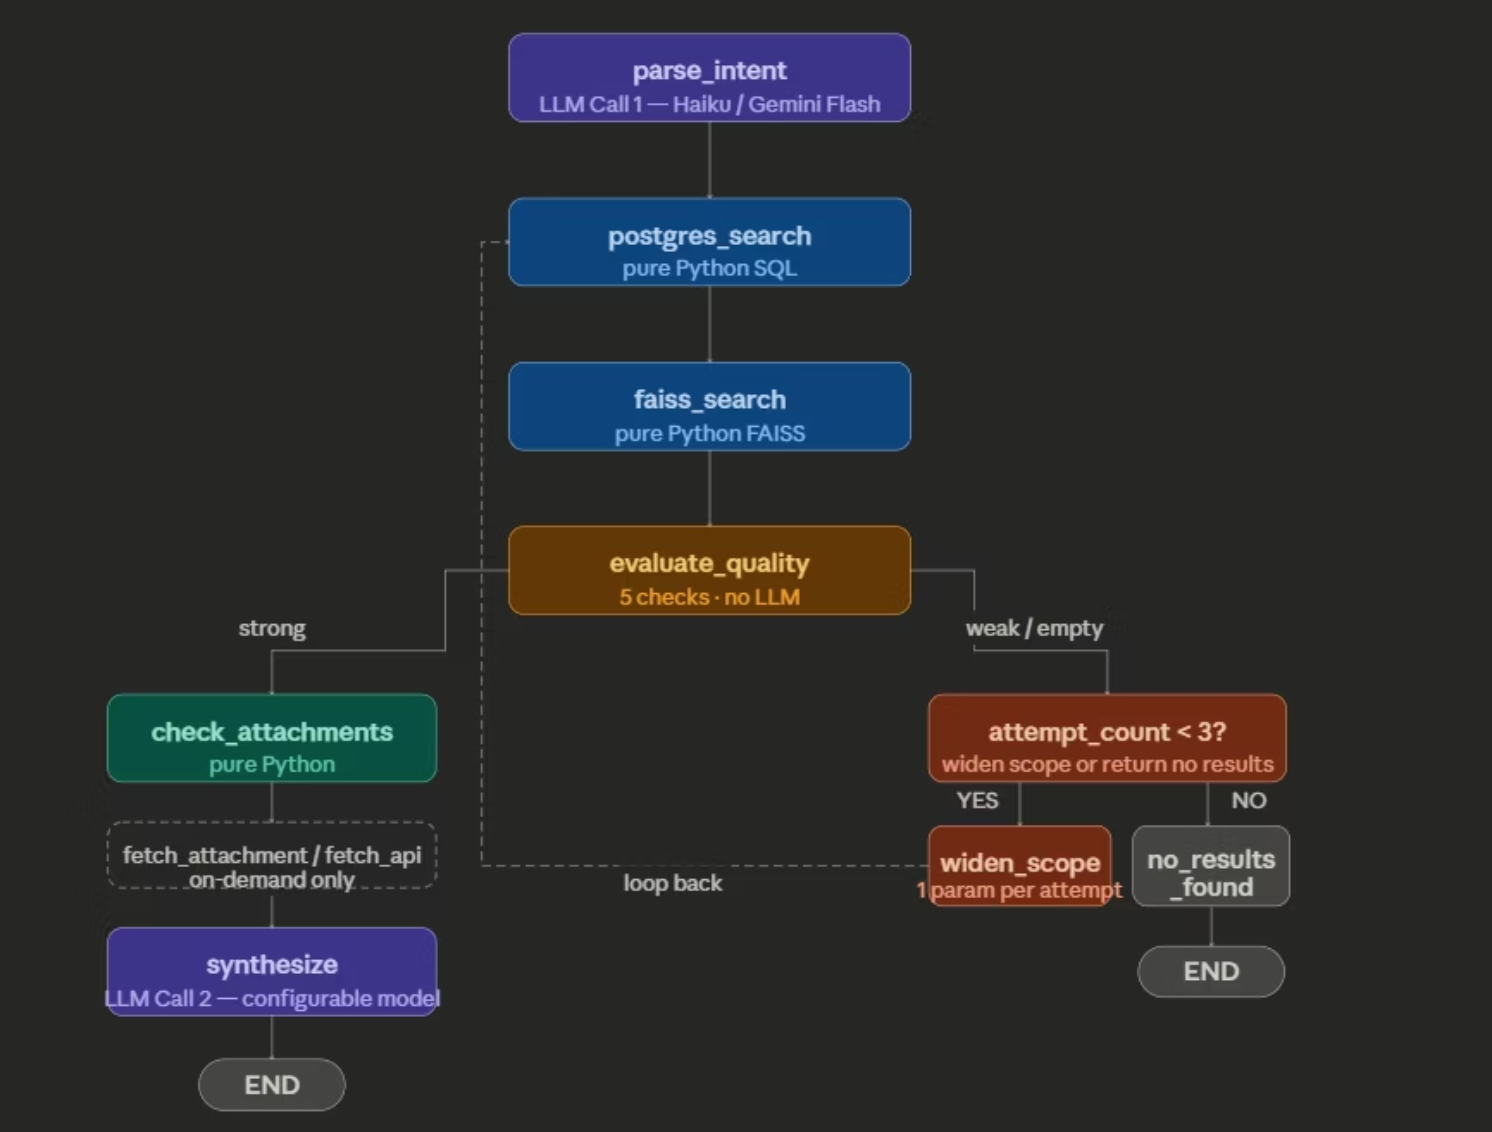 parse_intent
LLM Call 1 — Haiku / Gemini Flash
postgres_search
pure Python SQL
faiss_search
pure Python FAISS
evaluate_quality
5 checks · no LLM
strong
weak / empty
check_attachments
pure Python
attempt_count < 3?
widen scope or return no results
YES
NO
fetch_attachment / fetch_api
on-demand only
widen_scope
1 param per attempt
no_results
_found
loop back
synthesize
LLM Call 2 — configurable model
END
END